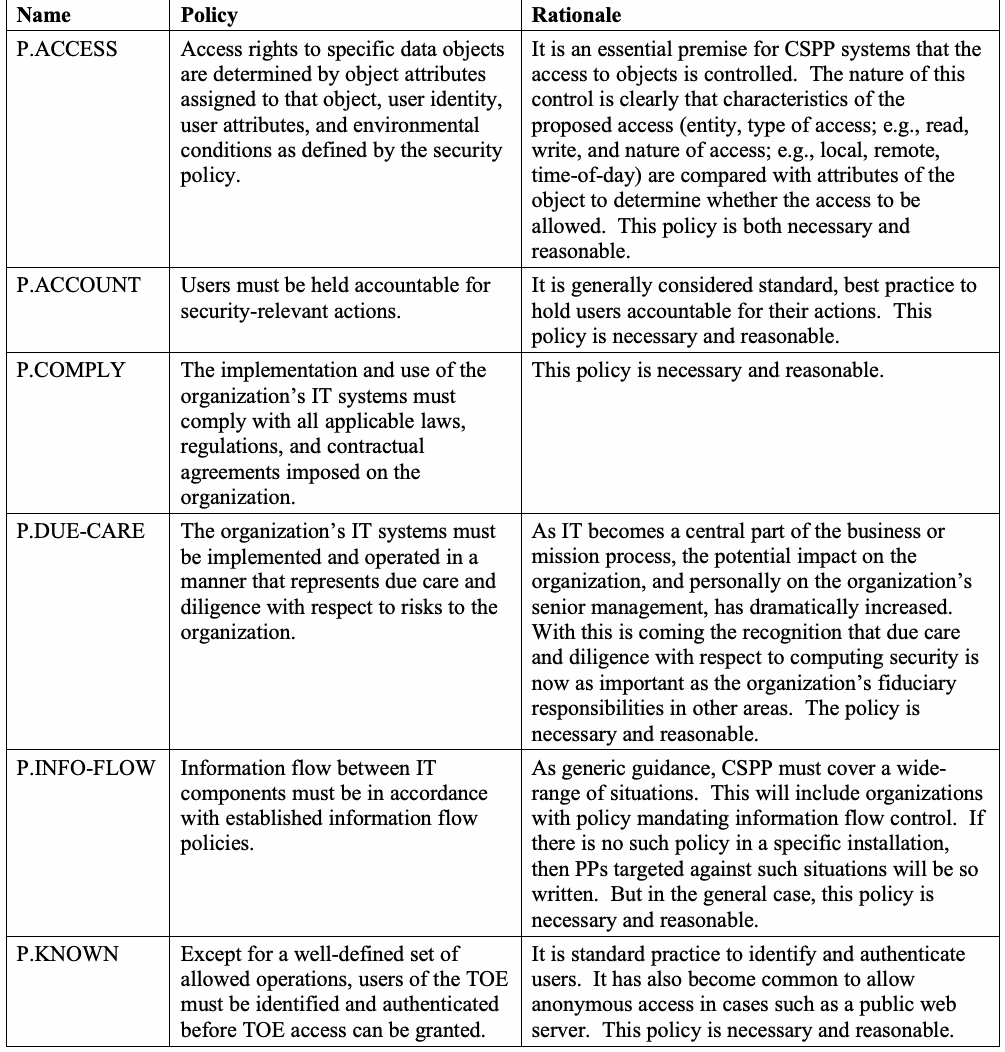 Name Policy Rationale
P.ACCESS
Access rights to specific data objects
are determined by object attributes
assigned to that object, user identity,
user attributes, and environmental
conditions as defined by the security
policy.
It is an essential premise for CSPP systems that the
access to objects is controlled.  The nature of this
control is clearly that characteristics of the
proposed access (entity, type of access; e.g., read,
write, and nature of access; e.g., local, remote,
time-of-day) are compared with attributes of the
object to determine whether the access to be
allowed.  This policy is both necessary and
reasonable.
P.ACCOUNT
Users must be held accountable for
security-relevant actions.
It is generally considered standard, best practice to
hold users accountable for their actions.  This
policy is necessary and reasonable.
P.COMPLY
The implementation and use of the
organization’s IT systems must
comply with all applicable laws,
regulations, and contractual
agreements imposed on the
organization.
This policy is necessary and reasonable.
P.DUE-CARE
The organization’s IT systems must
be implemented and operated in a
manner that represents due care and
diligence with respect to risks to the
organization.
As IT becomes a central part of the business or
mission process, the potential impact on the
organization, and personally on the organization’s
senior management, has dramatically increased.
With this is coming the recognition that due care
and diligence with respect to computing security is
now as important as the organization’s fiduciary
responsibilities in other areas.  The policy is
necessary and reasonable.
P.INFO-FLOW
Information flow between IT
components must be in accordance
with established information flow
policies.
As generic guidance, CSPP must cover a wide-
range of situations.  This will include organizations
with policy mandating information flow control.  If
there is no such policy in a specific installation,
then PPs targeted against such situations will be so
written.  But in the general case, this policy is
necessary and reasonable.
P.KNOWN
Except for a well-defined set of
allowed operations, users of the TOE
must be identified and authenticated
before TOE access can be granted.
It is standard practice to identify and authenticate
users.  It has also become common to allow
anonymous access in cases such as a public web
server.  This policy is necessary and reasonable.